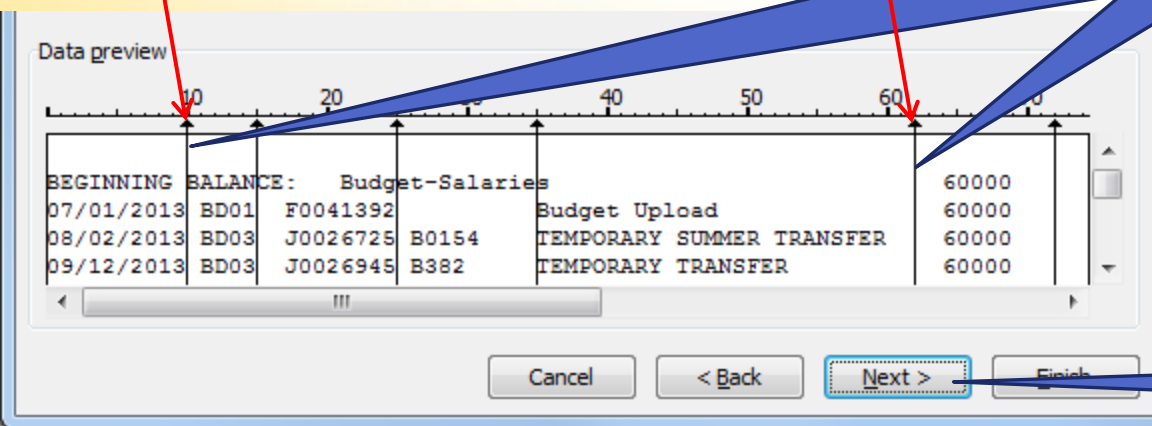 Data preview
10 20 40 50 60
BEGINNING BALANCE: Budget-Salaries 60000
07/01/2013 BD01 F0041392 Budget Upload 60000
08/02/2013 BD03 J0026725 B0154 TEMPORARY SUMMER TRANSFER 60000
09/12/2013 BD03 J0026945 B382 TEMPORARY TRANSFER 60000
Cancel < Back Next > Finish